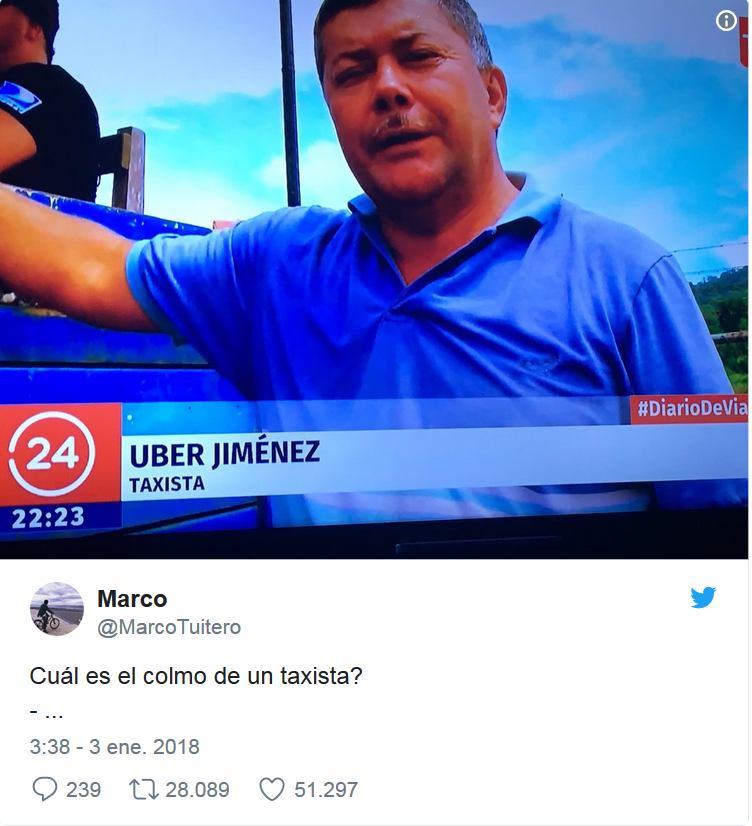 #DiarioDeVia
24
UBER JIMÉNEZ
TAXISTA
22:23
Marco
@MarcoTuitero
Cuál es el colmo de un taxista?
- ...
3:38 - 3 ene. 2018
239 28.089 51.297